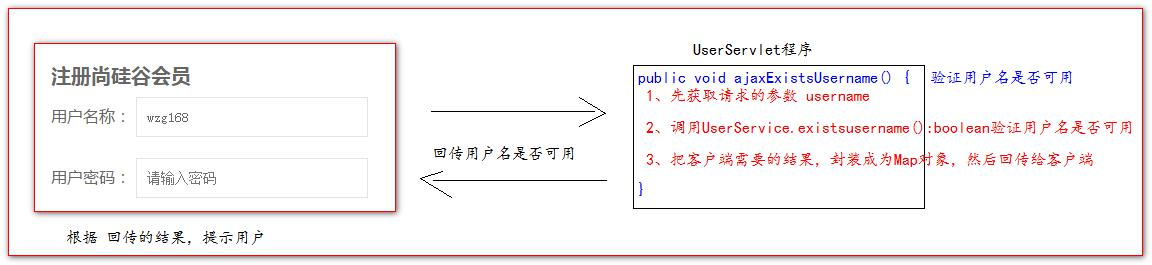 注册尚硅谷会员
用户名称：
wzg168
用户密码：
请输入密码
根据 回传的结果，提示用户
回传用户名是否可用
UserServlet程序
public void ajaxExistsUsername() { 验证用户名是否可用
1、先获取请求的参数 username
2、调用UserService.existsusername():boolean验证用户名是否可用
3、把客户端需要的结果，封装成为Map对象，然后回传给客户端
}